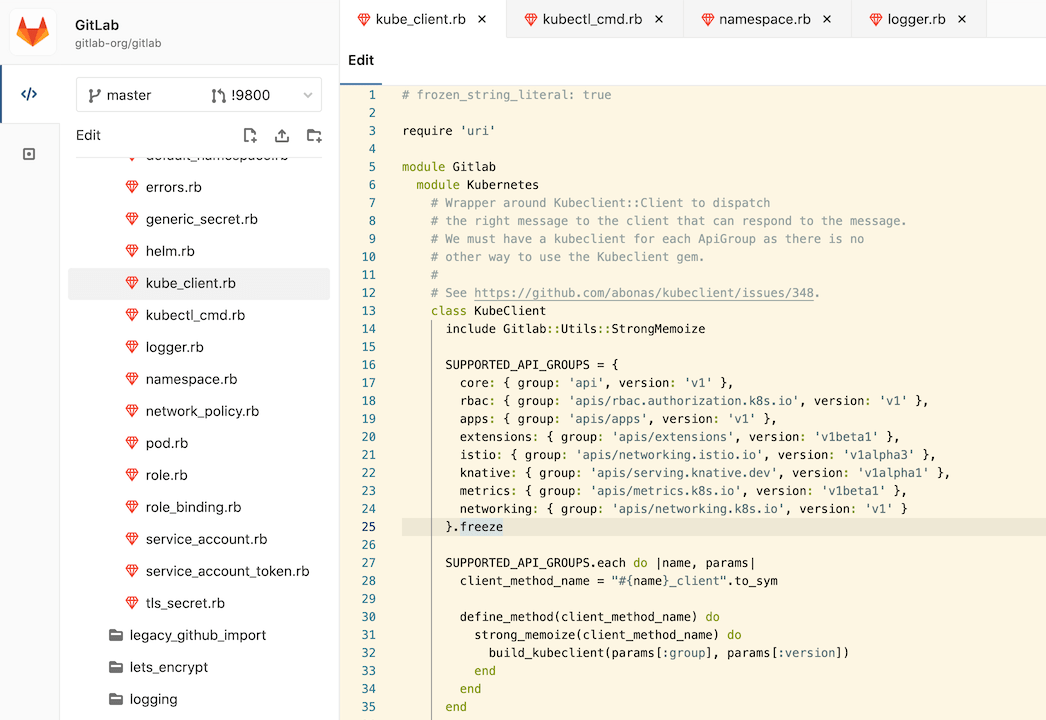 GitLab
gitlab-org/gitlab
master !9800
Edit
default_namespace.rb
errors.rb
generic_secret.rb
helm.rb
kube_client.rb
kubectl_cmd.rb
logger.rb
namespace.rb
network_policy.rb
pod.rb
role.rb
role_binding.rb
service_account.rb
service_account_token.rb
tls_secret.rb
legacy_github_import
lets_encrypt
logging
kube_client.rb × kubectl_cmd.rb × namespace.rb × logger.rb ×
Edit
1 # frozen_string_literal: true
2
3 require 'uri'
4
5 module Gitlab
6 module Kubernetes
7 # Wrapper around Kubeclient::Client to dispatch
8 # the right message to the client that can respond to the message.
9 # We must have a kubeclient for each ApiGroup as there is no
10 # other way to use the Kubeclient gem.
11 #
12 # See https://github.com/abonas/kubeclient/issues/348.
13 class KubeClient
14 include Gitlab::Utils::StrongMemoize
15
16 SUPPORTED_API_GROUPS = {
17 core: { group: 'api', version: 'v1' },
18 rbac: { group: 'apis/rbac.authorization.k8s.io', version: 'v1' },
19 apps: { group: 'apis/apps', version: 'v1' },
20 extensions: { group: 'apis/extensions', version: 'v1beta1' },
21 istio: { group: 'apis/networking.istio.io', version: 'v1alpha3' },
22 knative: { group: 'apis/serving.knative.dev', version: 'v1alpha1' },
23 metrics: { group: 'apis/metrics.k8s.io', version: 'v1beta1' },
24 networking: { group: 'apis/networking.k8s.io', version: 'v1' }
25 }.freeze
26
27 SUPPORTED_API_GROUPS.each do |name, params|
28 client_method_name = "#{name}_client".to_sym
29
30 define_method(client_method_name) do
31 strong_memoize(client_method_name) do
32 build_kubeclient(params[:group], params[:version])
33 end
34 end
35 end